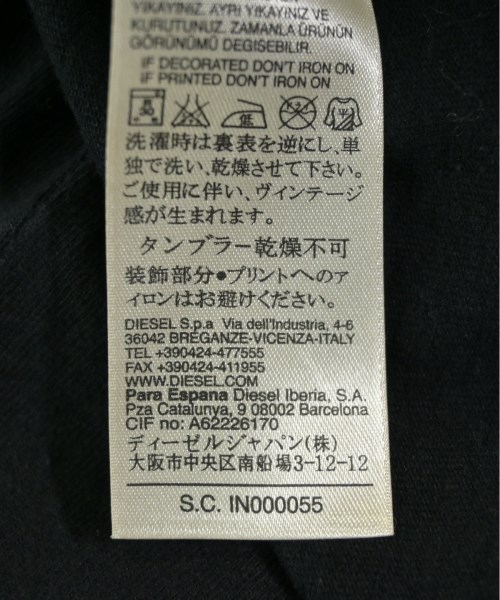 YIKAYINIZ. AYRI YIKAYINIZ VE
KURUTUNUZ. ZAMANLA ÜRÜNÜN
GÖRÜNÜMÜ DEGISEBILIR.
IF DECORATED DON'T IRON ON
IF PRINTED DON'T IRON ON
30 低 平
洗濯時は裏表を逆にし、単
独で洗い、乾燥させて下さい。
ご使用に伴い、ヴィンテージ
感が生まれます。
タンブラー乾燥不可
装飾部分・プリントへのア
イロンはお避けください。
DIESEL S.p.a Via dell'Industria, 4-6
36042 BREGANZE-VICENZA-ITALY
TEL +390424-477555
FAX +390424-411955
WWW.DIESEL.COM
Para Espana Diesel Iberia, S.A.
Pza Catalunya, 9 08002 Barcelona
CIF no: A62226170
ディーゼルジャパン(株)
大阪市中央区南船場3-12-12
S.C. IN000055